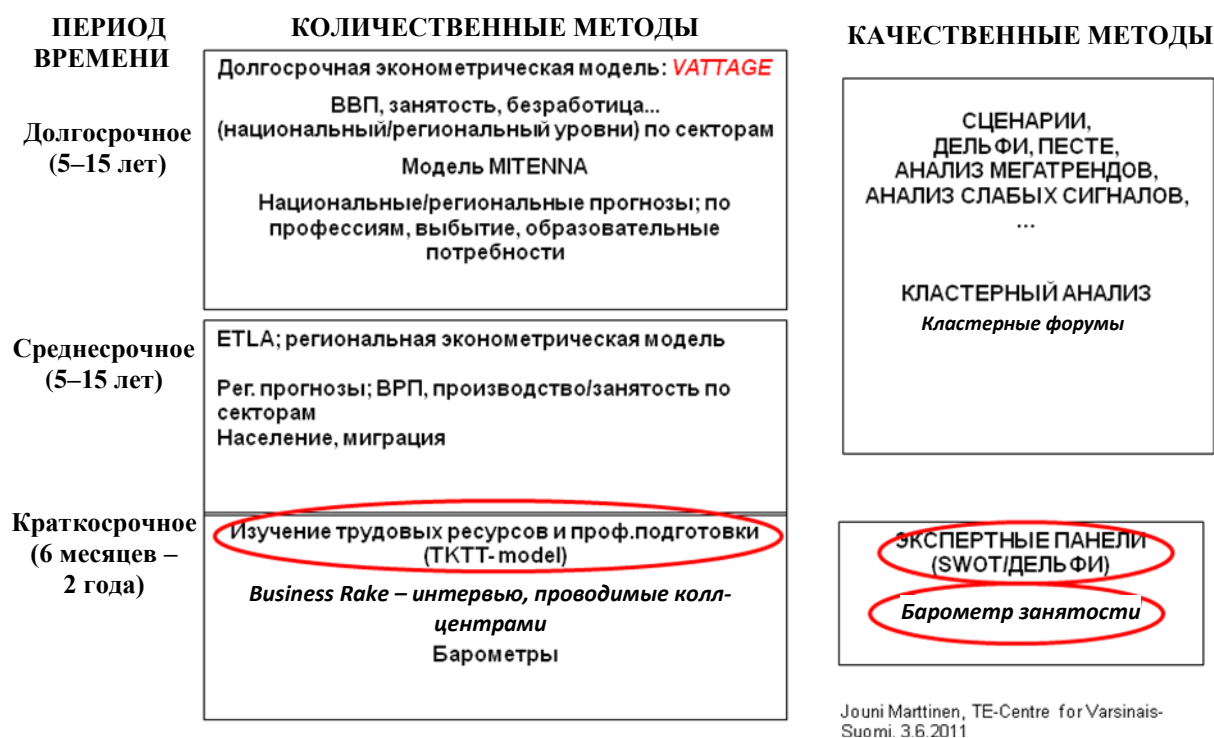 ПЕРИОД
ВРЕМЕНИ
КОЛИЧЕСТВЕННЫЕ МЕТОДЫ
КАЧЕСТВЕННЫЕ МЕТОДЫ
Долгосрочное
(5–15 лет)
Долгосрочная эконометрическая модель: VATTAGE
ВВП, занятость, безработица...
(национальный/региональный уровни) по секторам
Модель MITENNA
Национальные/региональные прогнозы; по
профессиям, выбытие, образовательные
потребности
СЦЕНАРИИ,
ДЕЛЬФИ, ПЕСТЕ,
АНАЛИЗ МЕГАТРЕНДОВ,
АНАЛИЗ СЛАБЫХ СИГНАЛОВ,
...
КЛАСТЕРНЫЙ АНАЛИЗ
Кластерные форумы
Среднесрочное
(5–15 лет)
ETLA; региональная эконометрическая модель
Рег. прогнозы; ВРП, производство/занятость по
секторам
Население, миграция
Краткосрочное
(6 месяцев –
2 года)
Изучение трудовых ресурсов и проф.подготовки
(TKTT- model)
Business Rake – интервью, проводимые колл-
центрами
Барометры
ЭКСПЕРТНЫЕ ПАНЕЛИ
(SWOT/ДЕЛЬФИ)
Барометр занятости
Jouni Marttinen, TE-Centre for Varsinais-
Suomi, 3.6.2011